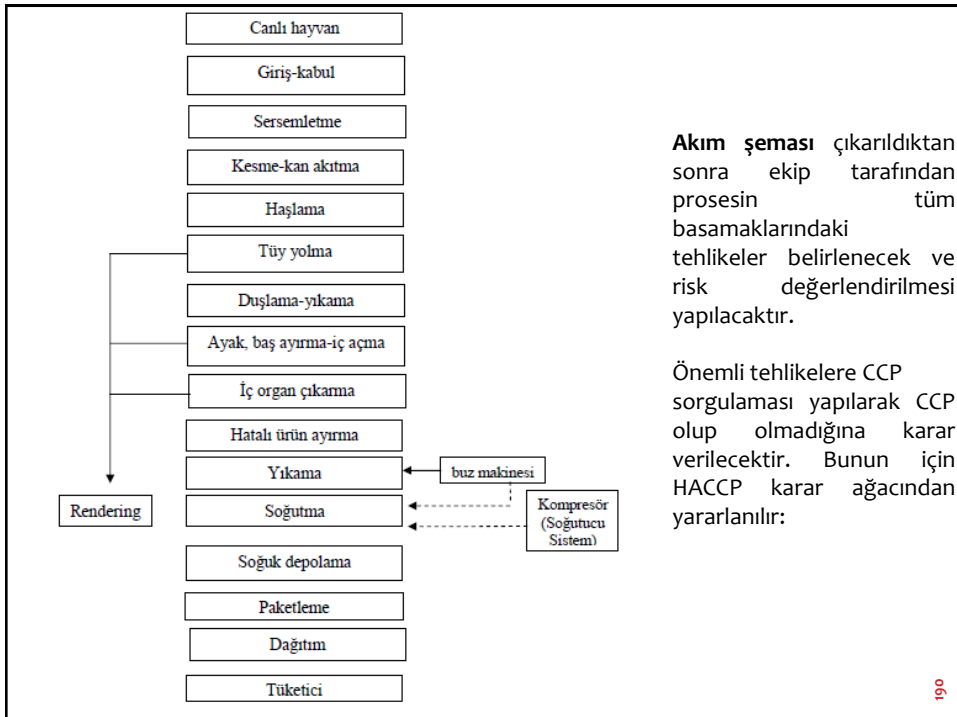 Canlı hayvan
Giriş-kabul
Sersemletme
Kesme-kan akıtma
Haşlama
Tüy yolma
Duşlama-yıkama
Ayak, baş ayırma-iç açma
İç organ çıkarma
Hatalı ürün ayırma
Yıkama
buz makinesi
Rendering
Soğutma
Kompresör
(Soğutucu
Sistem)
Soğuk depolama
Paketleme
Dağıtım
Tüketici
Akım şeması çıkarıldıktan
sonra ekip tarafından
prosesin tüm
basamaklarındaki
tehlikeler belirlenecek ve
risk değerlendirilmesi
yapılacaktır.
Önemli tehlikelere CCP
sorgulaması yapılarak CCP
olup olmadığına karar
verilecektir. Bunun için
HACCP karar ağacından
yararlanılır:
190